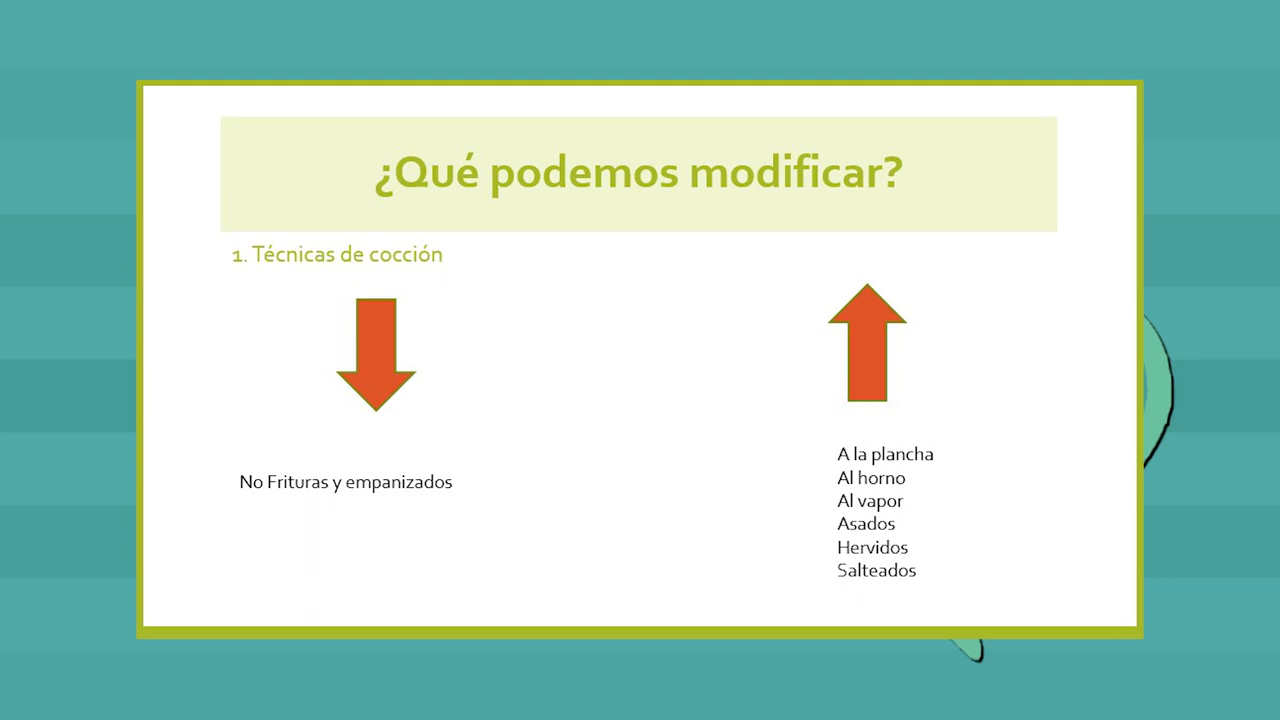 ¿Qué podemos modificar?
1. Técnicas de cocción
No Frituras y empanizados
A la plancha
Al horno
Al vapor
Asados
Hervidos
Salteados